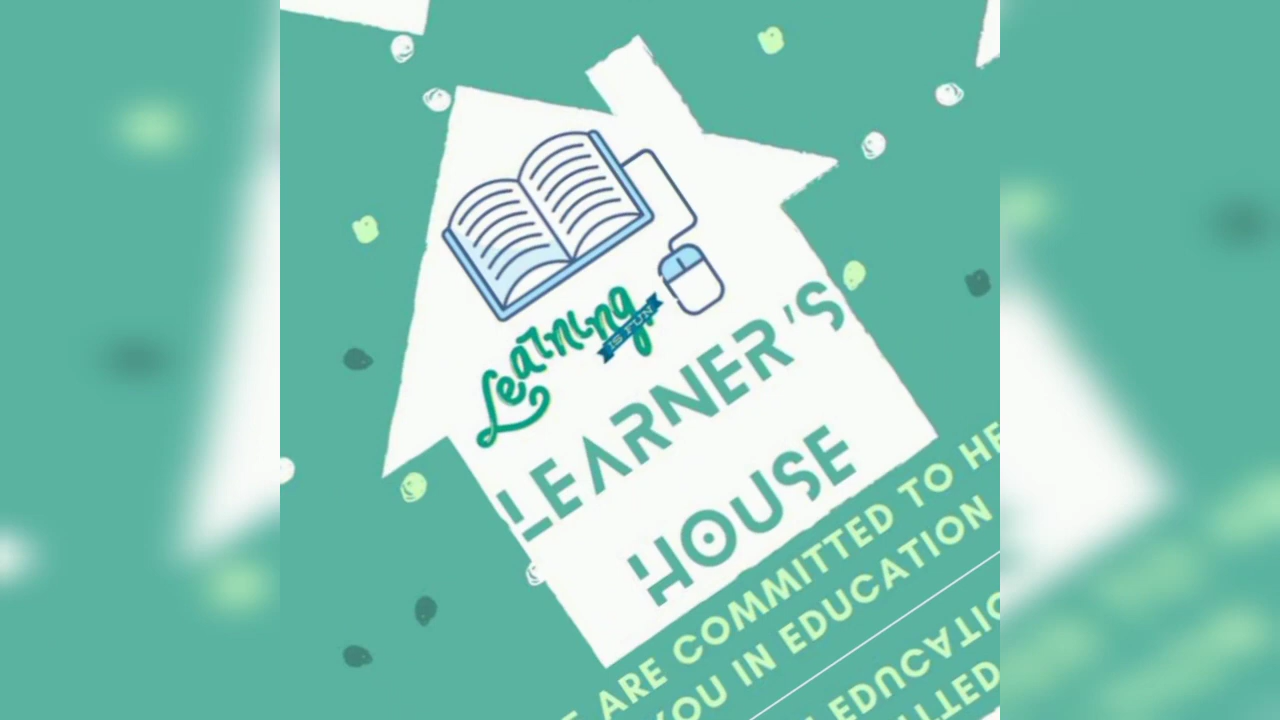 Learning
IS FUN
LEARNER'S
HOUSE
ARE COMMITTED TO
YOU IN EDUCATION